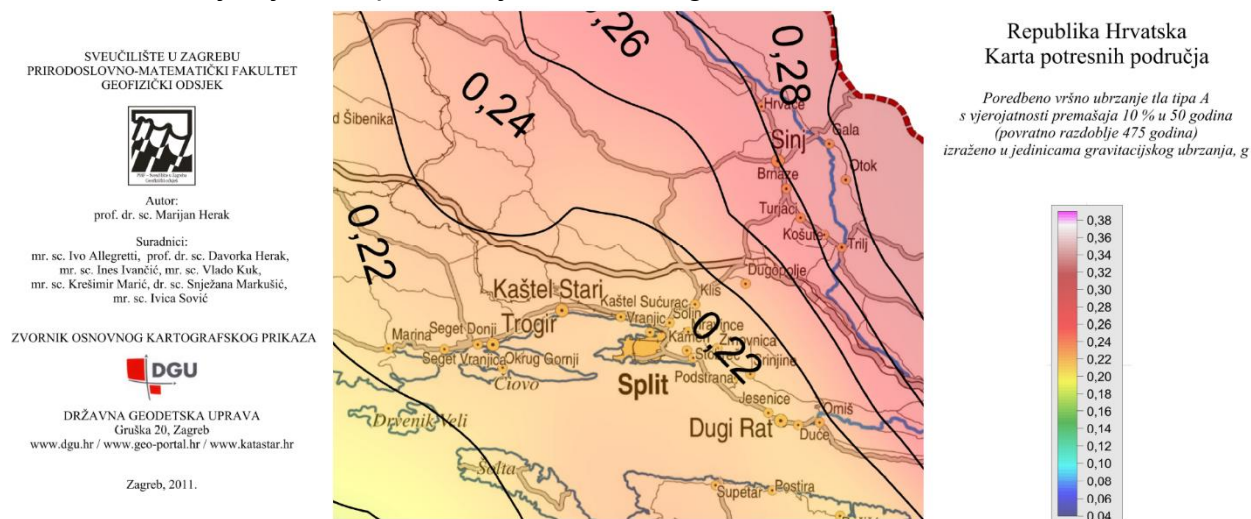 SVEUČILIŠTE U ZAGREBU
PRIRODOSLOVNO-MATEMATIČKI FAKULTET
GEOFIZIČKI ODSJEK
Autor:
prof. dr. sc. Marijan Herak
Suradnici:
mr. sc. Ivo Allegretti, prof. dr. sc. Davorka Herak,
mr. sc. Ines Ivančić, mr. sc. Vlado Kuk,
mr. sc. Krešimir Marić, dr. sc. Snježana Markušić,
mr. sc. Ivica Sović
ZVORNIK OSNOVNOG KARTOGRAFSKOG PRIKAZA
DGU
DRŽAVNA GEODETSKA UPRAVA
Gruška 20, Zagreb
www.dgu.hr / www.geo-portal.hr / www.katastar.hr
Zagreb, 2011.
0,26
0,28
0,24
0,22
d Šibenika
Hrvace
Sinj
Gala
Otok
Brnaze
Turjaci
Košute
Trilj
Dugopolje
Klis
Kaštel Stari
Kaštel Sućurac
Solin
Vranjic
Trogir
Marina
Seget Donji
Seget Vranjica
Okrug Gornji
Čiovo
Kamen
Žrnovnica
0,22
Split
Podstrana
Jesenice
Omiš
Dugi Rat
Duće
Drvenik Veli
Šolta
Supetar
Postira
Republika Hrvatska
Karta potresnih područja
Poredbeno vršno ubrzanje tla tipa A
s vjerojatnosti premašaja 10 % u 50 godina
(povratno razdoblje 475 godina)
izraženo u jedinicama gravitacijskog ubrzanja, g
0,38
0,36
0,34
0,32
0,30
0,28
0,26
0,24
0,22
0,20
0,18
0,16
0,14
0,12
0,10
0,08
0,06
0,04